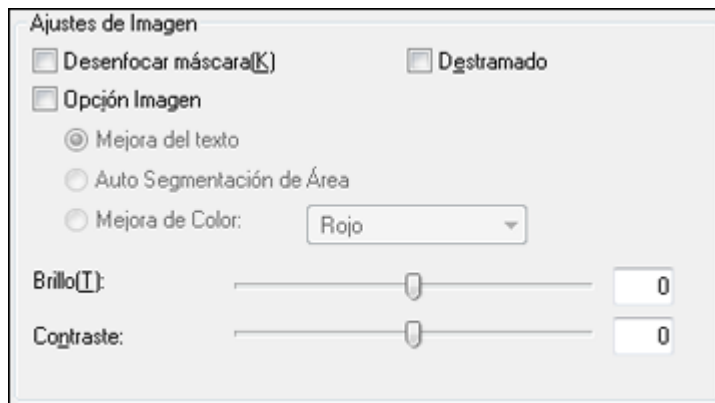 Ajustes de Imagen
Desenfocar máscara(K) Destramado
Opción Imagen
Mejora del texto
Auto Segmentación de Área
Mejora de Color: Rojo
Brillo(T): 0
Contraste: 0